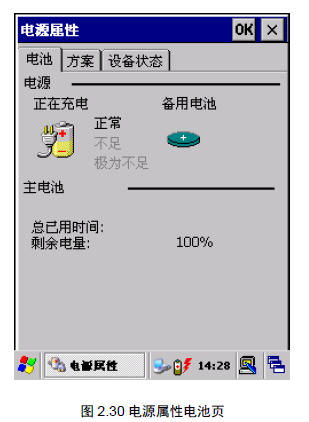 电源属性 OK ×
电池 方案 设备状态
电源
正在充电 备用电池
正常
不足
极为不足
主电池
总已用时间:
剩余电量: 100%
电源属性 14:28
图 2.30 电源属性电池页